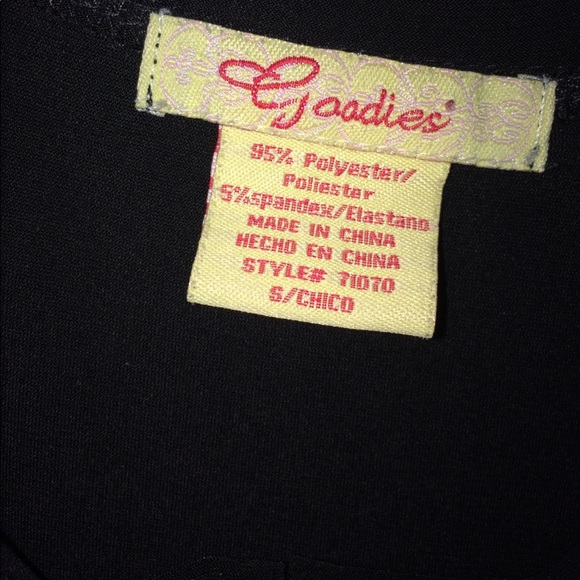 Goodies'
95% Polyester/
Poliester
5%spandex/Elastano
MADE IN CHINA
HECHO EN CHINA
STYLE# 71070
S/CHICO